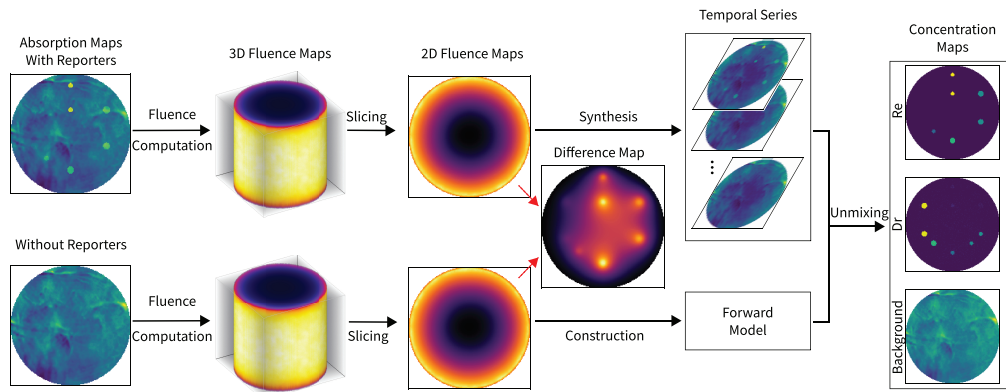 Absorption Maps
With Reporters
3D Fluence Maps
2D Fluence Maps
Temporal Series
Concentration
Maps
Fluence
Computation
Slicing
Synthesis
Difference Map
...
Re
Dr
Unmixing
Without Reporters
Fluence
Computation
Slicing
Construction
Forward
Model
Background